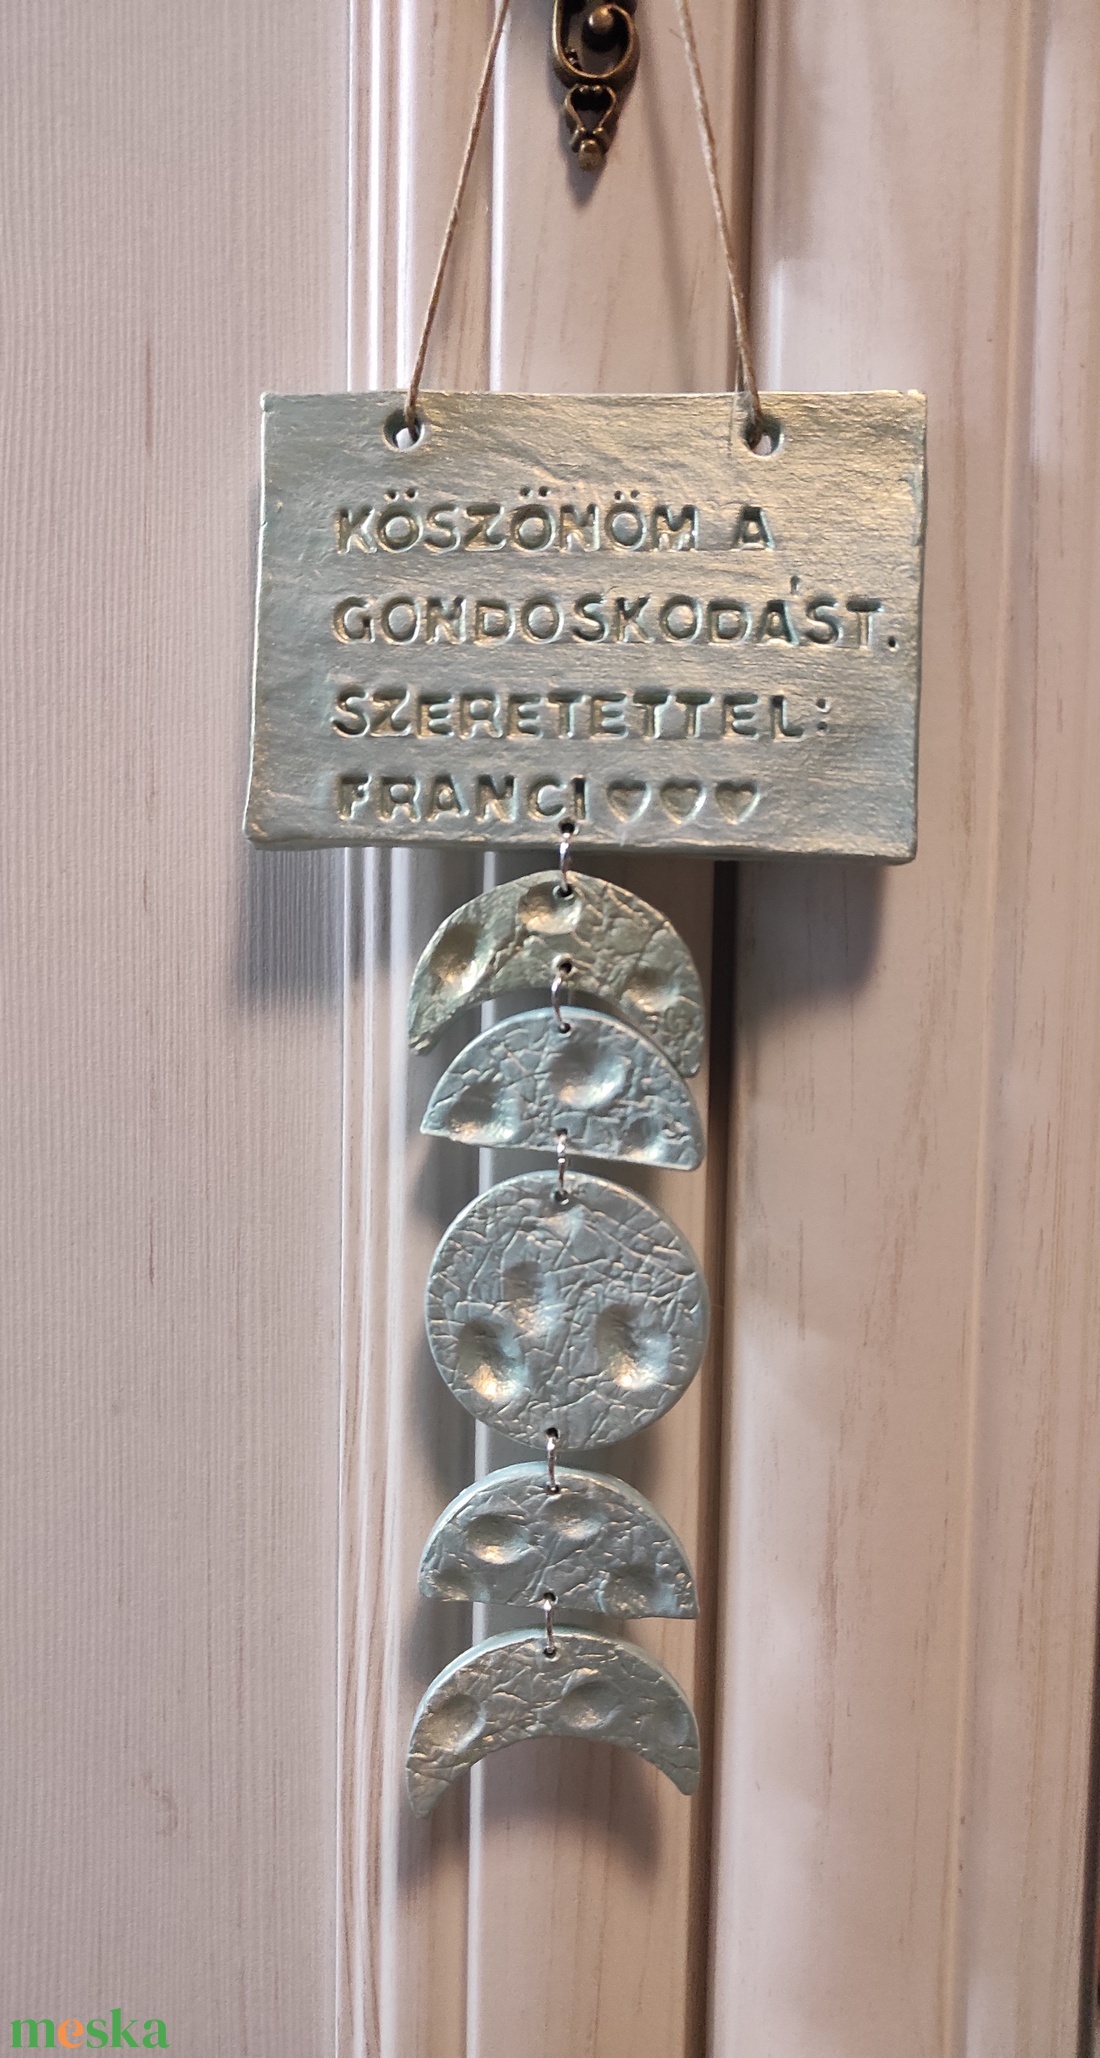 KÖSZÖNÖM A
GONDOSKODÁST.
SZERETETTEL:
FRANCI♡♡♡
meska